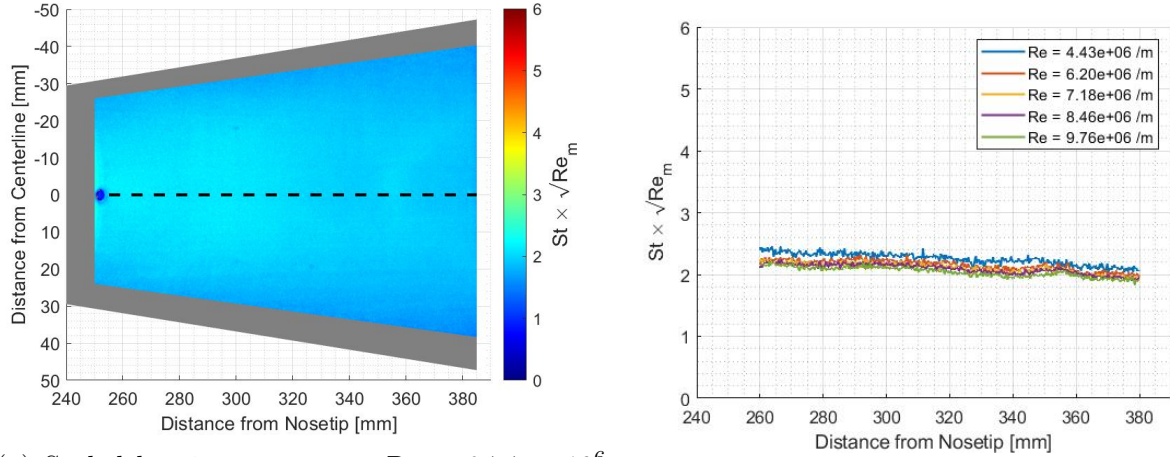 -50
-40
-30
-20
-10
0
10
20
30
40
50
Distance from Centerline [mm]
240 260 280 300 320 340 360 380
Distance from Nosetip [mm]
6
5
4
3
2
1
0
St × √Re_m
6
5
4
3
2
1
0
St × √Re_m
Re = 4.43e+06 /m
Re = 6.20e+06 /m
Re = 7.18e+06 /m
Re = 8.46e+06 /m
Re = 9.76e+06 /m
240 260 280 300 320 340 360 380
Distance from Nosetip [mm]